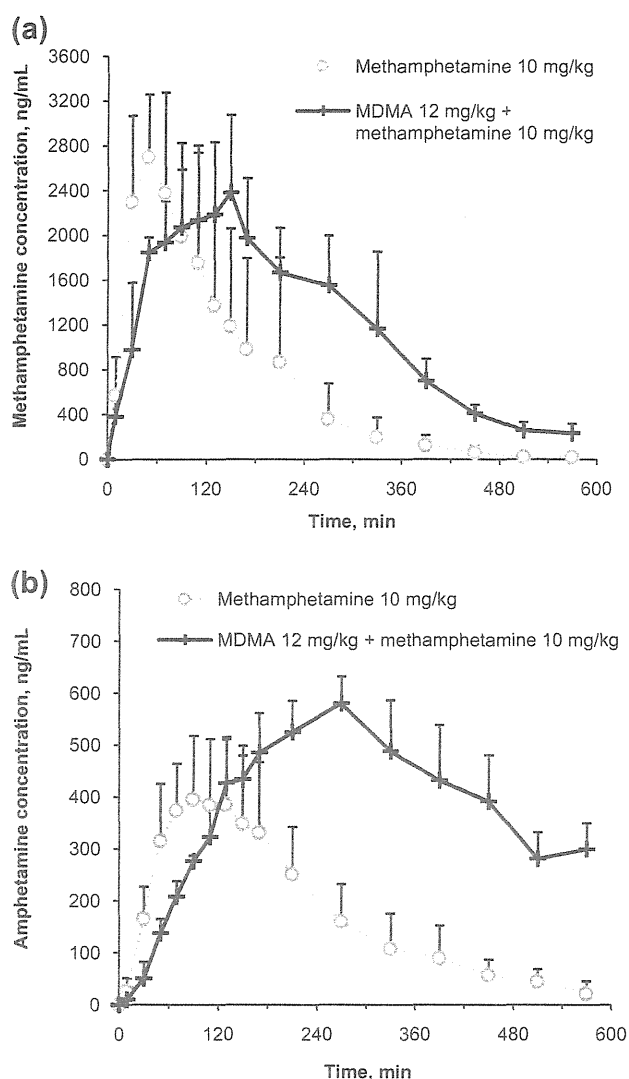 (a)
3600
3200
2800
2400
2000
1600
1200
800
400
0
Methamphetamine concentration, ng/mL
Methamphetamine 10 mg/kg
MDMA 12 mg/kg +
methamphetamine 10 mg/kg
0 120 240 360 480 600
Time, min
(b)
800
700
600
500
400
300
200
100
0
Amphetamine concentration, ng/mL
Methamphetamine 10 mg/kg
MDMA 12 mg/kg + methamphetamine 10 mg/kg
0 120 240 360 480 600
Time, min